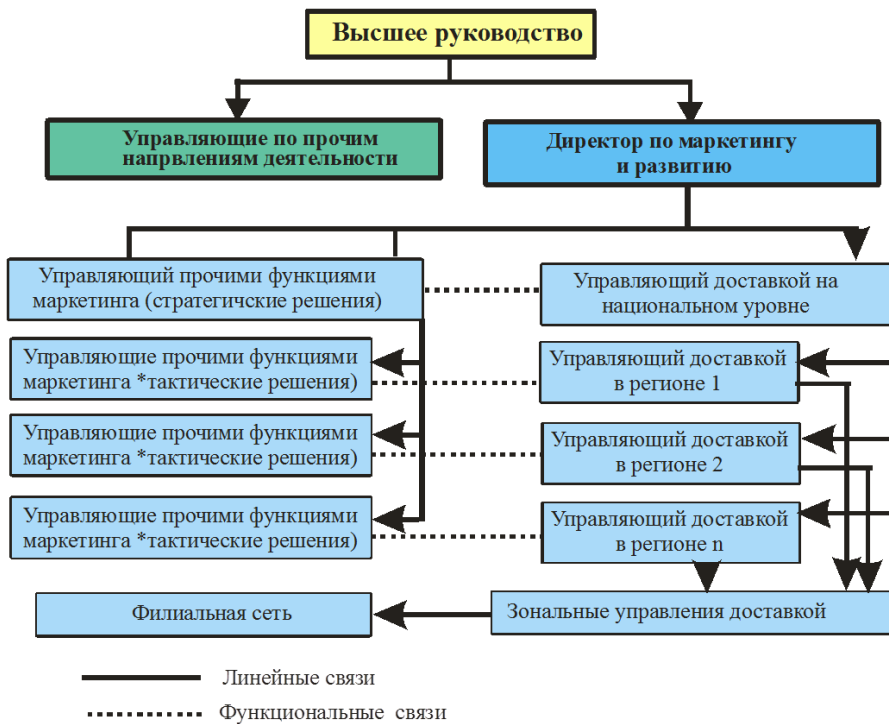 Высшее руководство
Управляющие по прочим
напрвлениям деятельности
Директор по маркетингу
и развитию
Управляющий прочими функциями
маркетинга (стратегичские решения)
Управляющий доставкой на
национальном уровне
Управляющие прочими функциями
маркетинга *тактические решения)
Управляющий доставкой
в регионе 1
Управляющие прочими функциями
маркетинга *тактические решения)
Управляющий доставкой
в регионе 2
Управляющие прочими функциями
маркетинга *тактические решения)
Управляющий доставкой
в регионе n
Филиальная сеть
Зональные управления доставкой
Линейные связи
Функциональные связи